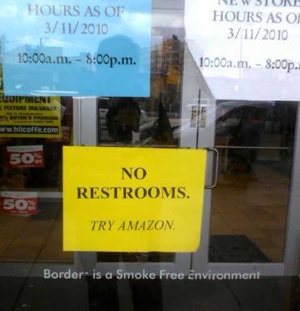 HOURS AS OF
3/11/2010
10:00a.m. – 8:00p.m.
NEW STORE
HOURS AS OF
3/11/2010
10:00a.m. – 8:00p.
EQUIPMENT
www.hilcoffe.com
50%
50%
NO
RESTROOMS.
TRY AMAZON.
Borders is a Smoke Free Environment